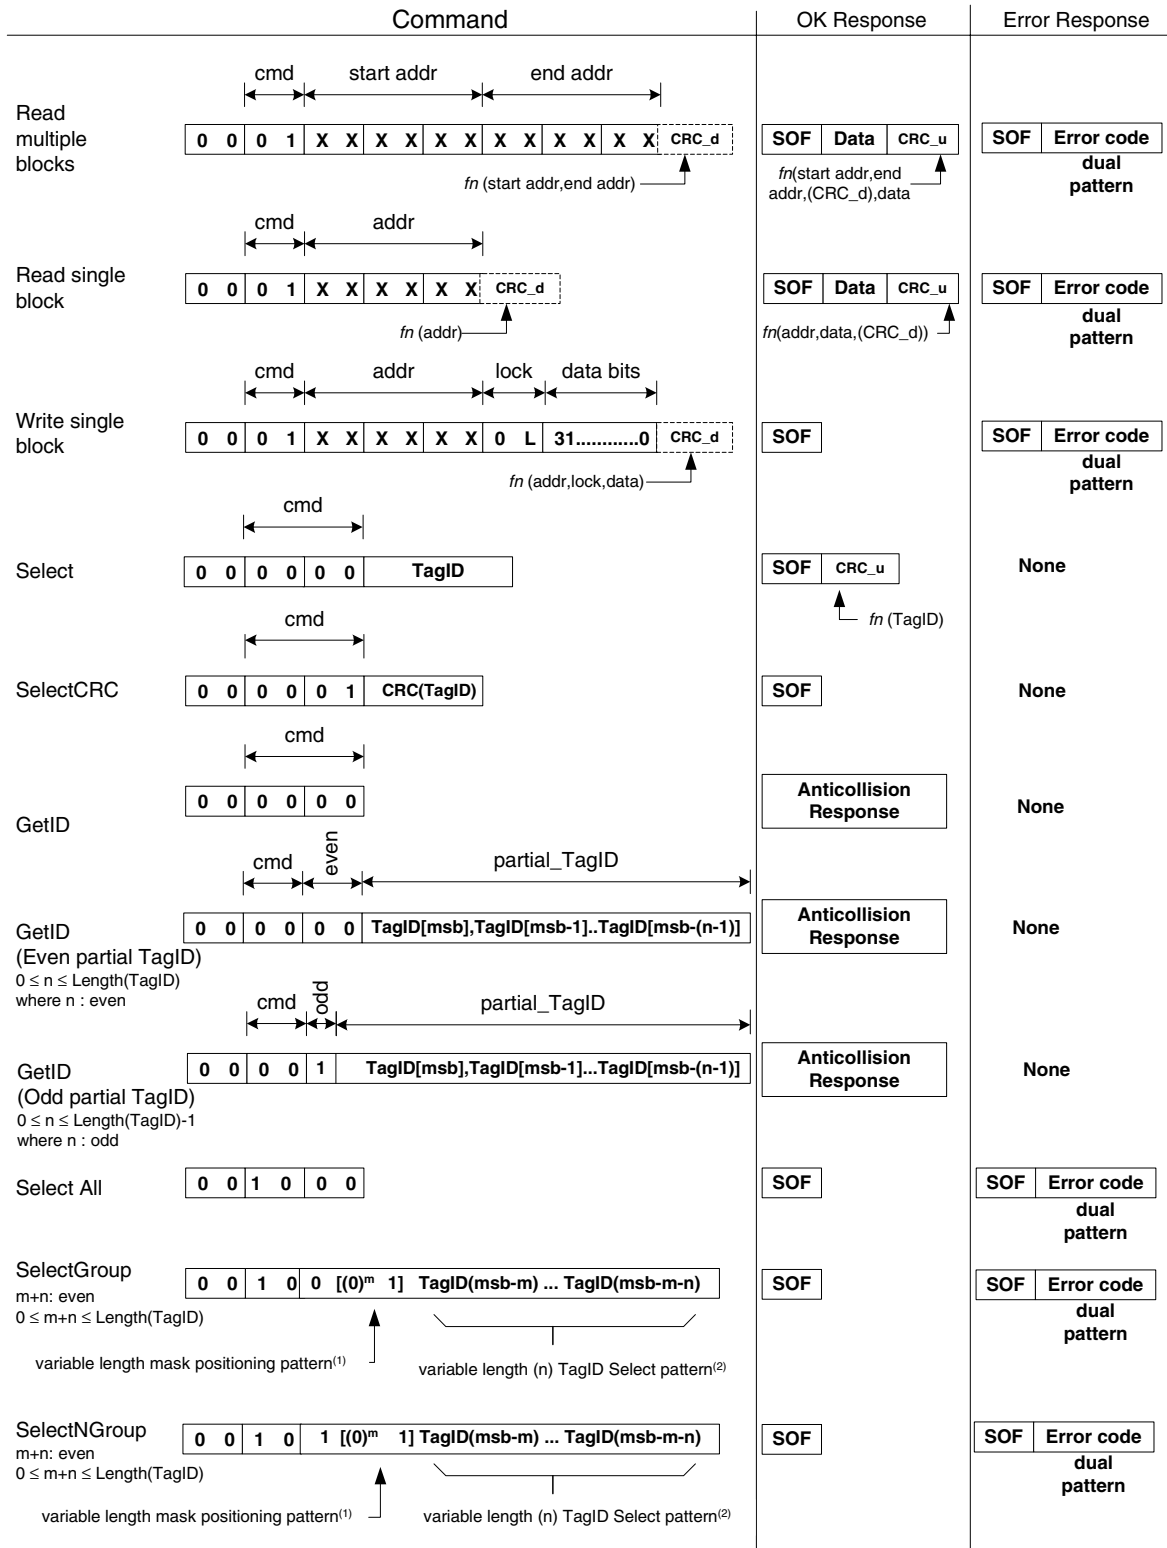 Command OK Response Error Response
cmd start addr end addr
Read
multiple
blocks
0 0 0 1 X X X X X X X X X X X X CRC_d
SOF Data CRC_u
SOF Error code
dual
pattern
fn (start addr,end addr)
fn(start addr,end
addr,(CRC_d),data
cmd addr
Read single
block
0 0 0 1 X X X X X X CRC_d
SOF Data CRC_u
SOF Error code
dual
pattern
fn (addr)
fn(addr,data,(CRC_d))
cmd addr lock data bits
Write single
block
0 0 0 1 X X X X X X 0 L 31............0 CRC_d
SOF
SOF Error code
dual
pattern
fn (addr,lock,data)
cmd
Select
0 0 0 0 0 0 TagID
SOF CRC_u
None
fn (TagID)
cmd
SelectCRC
0 0 0 0 0 1 CRC(TagID)
SOF
None
cmd
GetID
0 0 0 0 0 0
Anticollision
Response
None
cmd even partial_TagID
GetID
(Even partial TagID)
0 ≤ n ≤ Length(TagID)
where n : even
0 0 0 0 0 0 TagID[msb],TagID[msb-1]..TagID[msb-(n-1)]
Anticollision
Response
None
cmd odd partial_TagID
GetID
(Odd partial TagID)
0 ≤ n ≤ Length(TagID)-1
where n : odd
0 0 0 0 1 TagID[msb],TagID[msb-1]...TagID[msb-(n-1)]
Anticollision
Response
None
Select All
0 0 1 0 0 0
SOF
SOF Error code
dual
pattern
SelectGroup
m+n: even
0 ≤ m+n ≤ Length(TagID)
0 0 1 0 0 [(0)ᵐ 1] TagID(msb-m) ... TagID(msb-m-n)
SOF
SOF Error code
dual
pattern
variable length mask positioning pattern⁽¹⁾
variable length (n) TagID Select pattern⁽²⁾
SelectNGroup
m+n: even
0 ≤ m+n ≤ Length(TagID)
0 0 1 0 1 [(0)ᵐ 1] TagID(msb-m) ... TagID(msb-m-n)
SOF
SOF Error code
dual
pattern
variable length mask positioning pattern⁽¹⁾
variable length (n) TagID Select pattern⁽²⁾